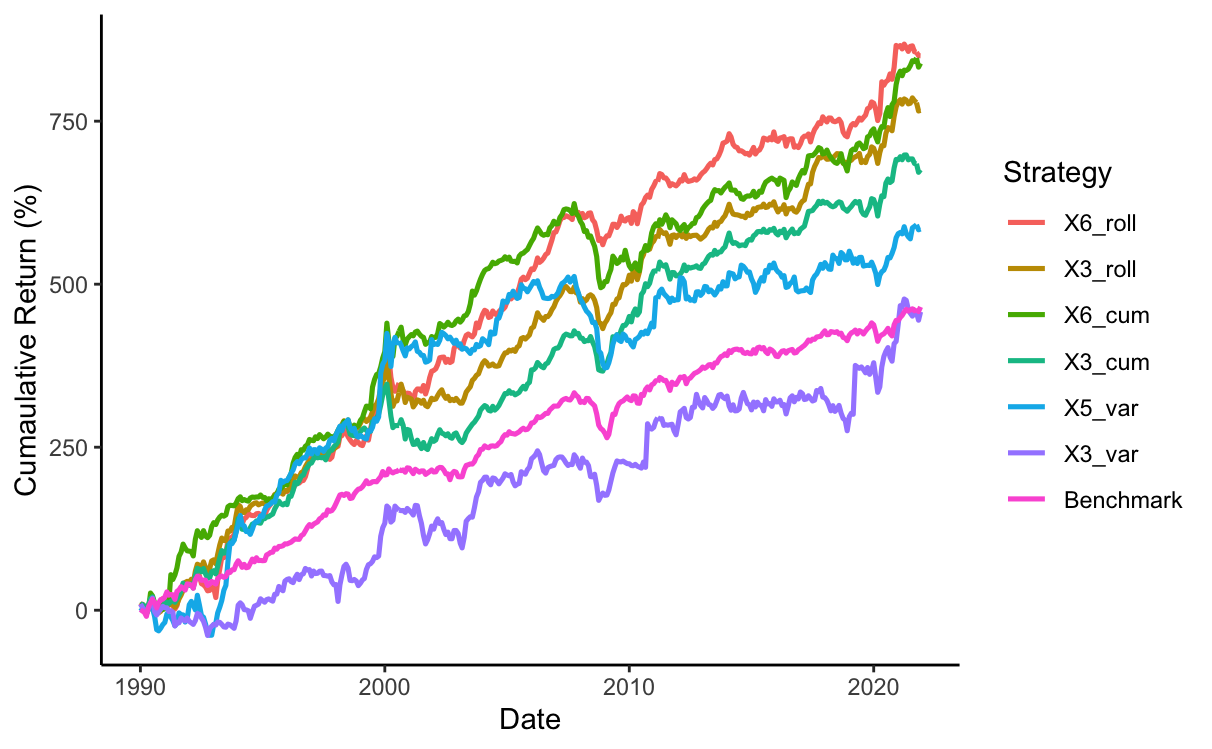 Cumaulative Return (%)
750
500
250
0
1990
2000
2010
2020
Date
Strategy
X6_roll
X3_roll
X6_cum
X3_cum
X5_var
X3_var
Benchmark